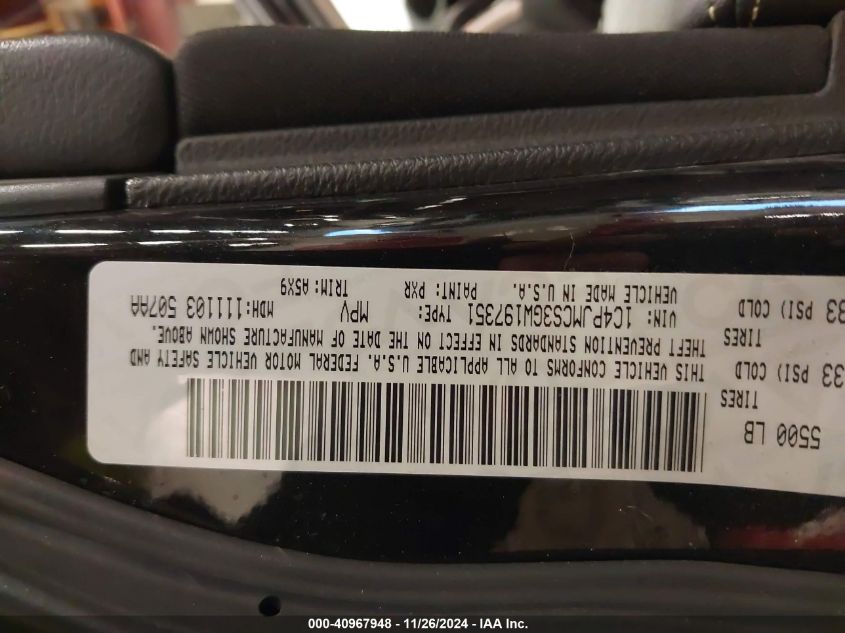 5500 LB
TIRES
33 PSI) COLD
TIRES
33 PSI) COLD
THIS VEHICLE CONFORMS TO ALL APPLICABLE U.S.A. FEDERAL MOTOR VEHICLE SAFETY AND
THEFT PREVENTION STANDARDS IN EFFECT ON THE DATE OF MANUFACTURE SHOWN ABOVE.
VIN: 1C4PJMCS3GW197351 TYPE: MPV MDH:111103 507AA
VEHICLE MADE IN U.S.A. PAINT: PXR TRIM:A5X9
000-40967948 - 11/26/2024 - IAA Inc.